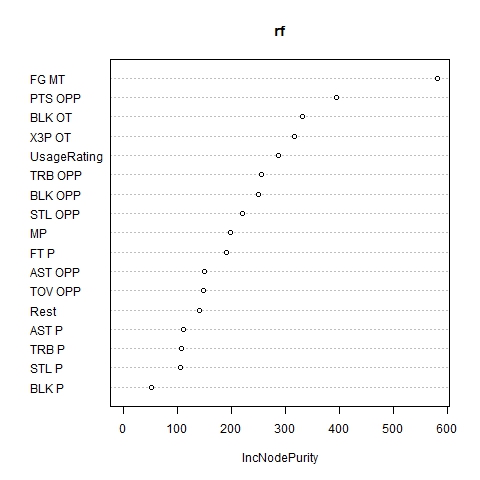 rf
FG MT
PTS OPP
BLK OT
X3P OT
UsageRating
TRB OPP
BLK OPP
STL OPP
MP
FT P
AST OPP
TOV OPP
Rest
AST P
TRB P
STL P
BLK P
0 100 200 300 400 500 600
IncNodePurity